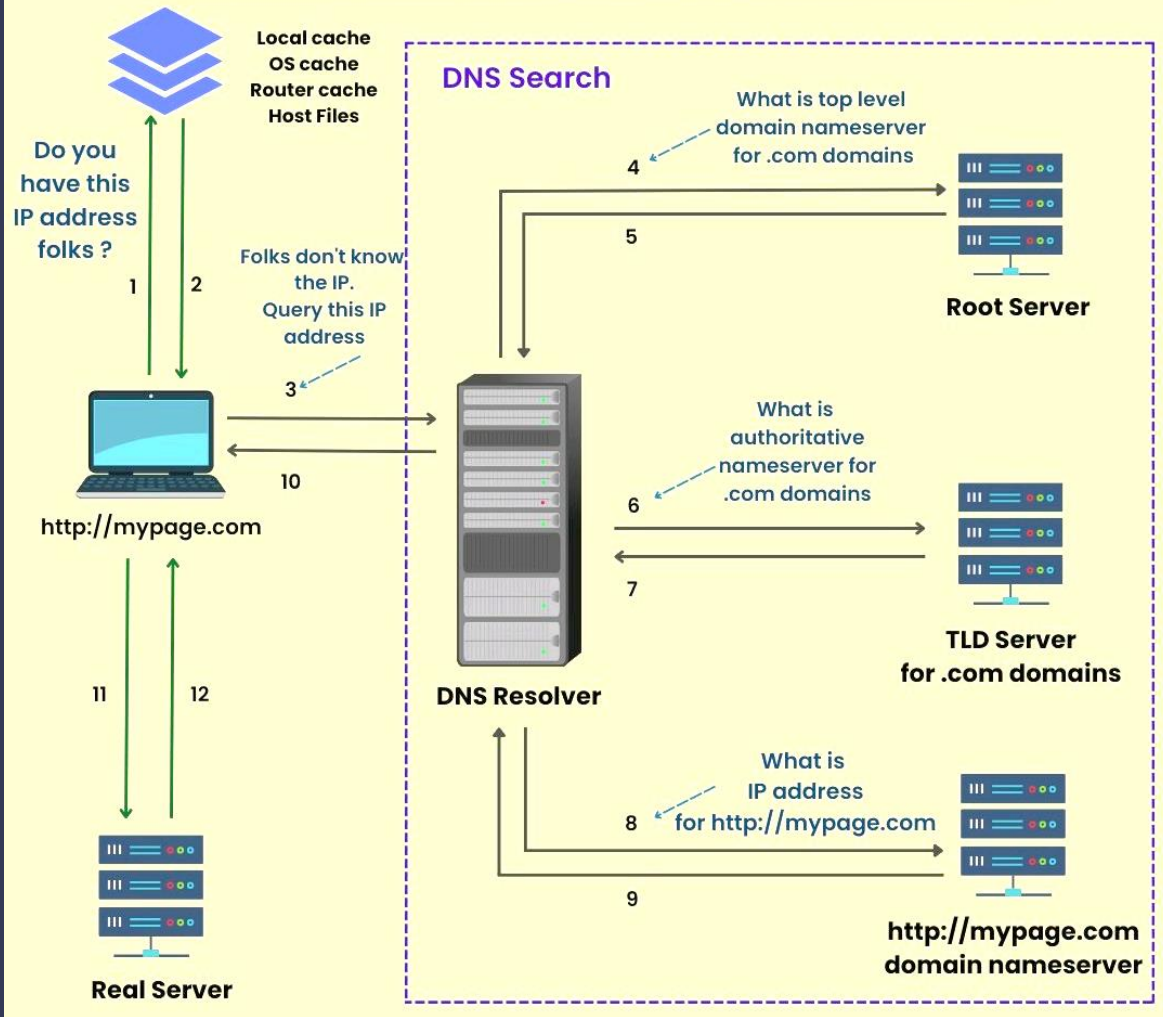 Local cache
OS cache
Router cache
Host Files
Do you
have this
IP address
folks ?
1
2
Folks don't know
the IP.
Query this IP
address
3
10
http://mypage.com
11
12
Real Server
DNS Search
What is top level
domain nameserver
for .com domains
4
5
Root Server
What is
authoritative
nameserver for
.com domains
6
7
TLD Server
for .com domains
DNS Resolver
What is
IP address
for http://mypage.com
8
9
http://mypage.com
domain nameserver